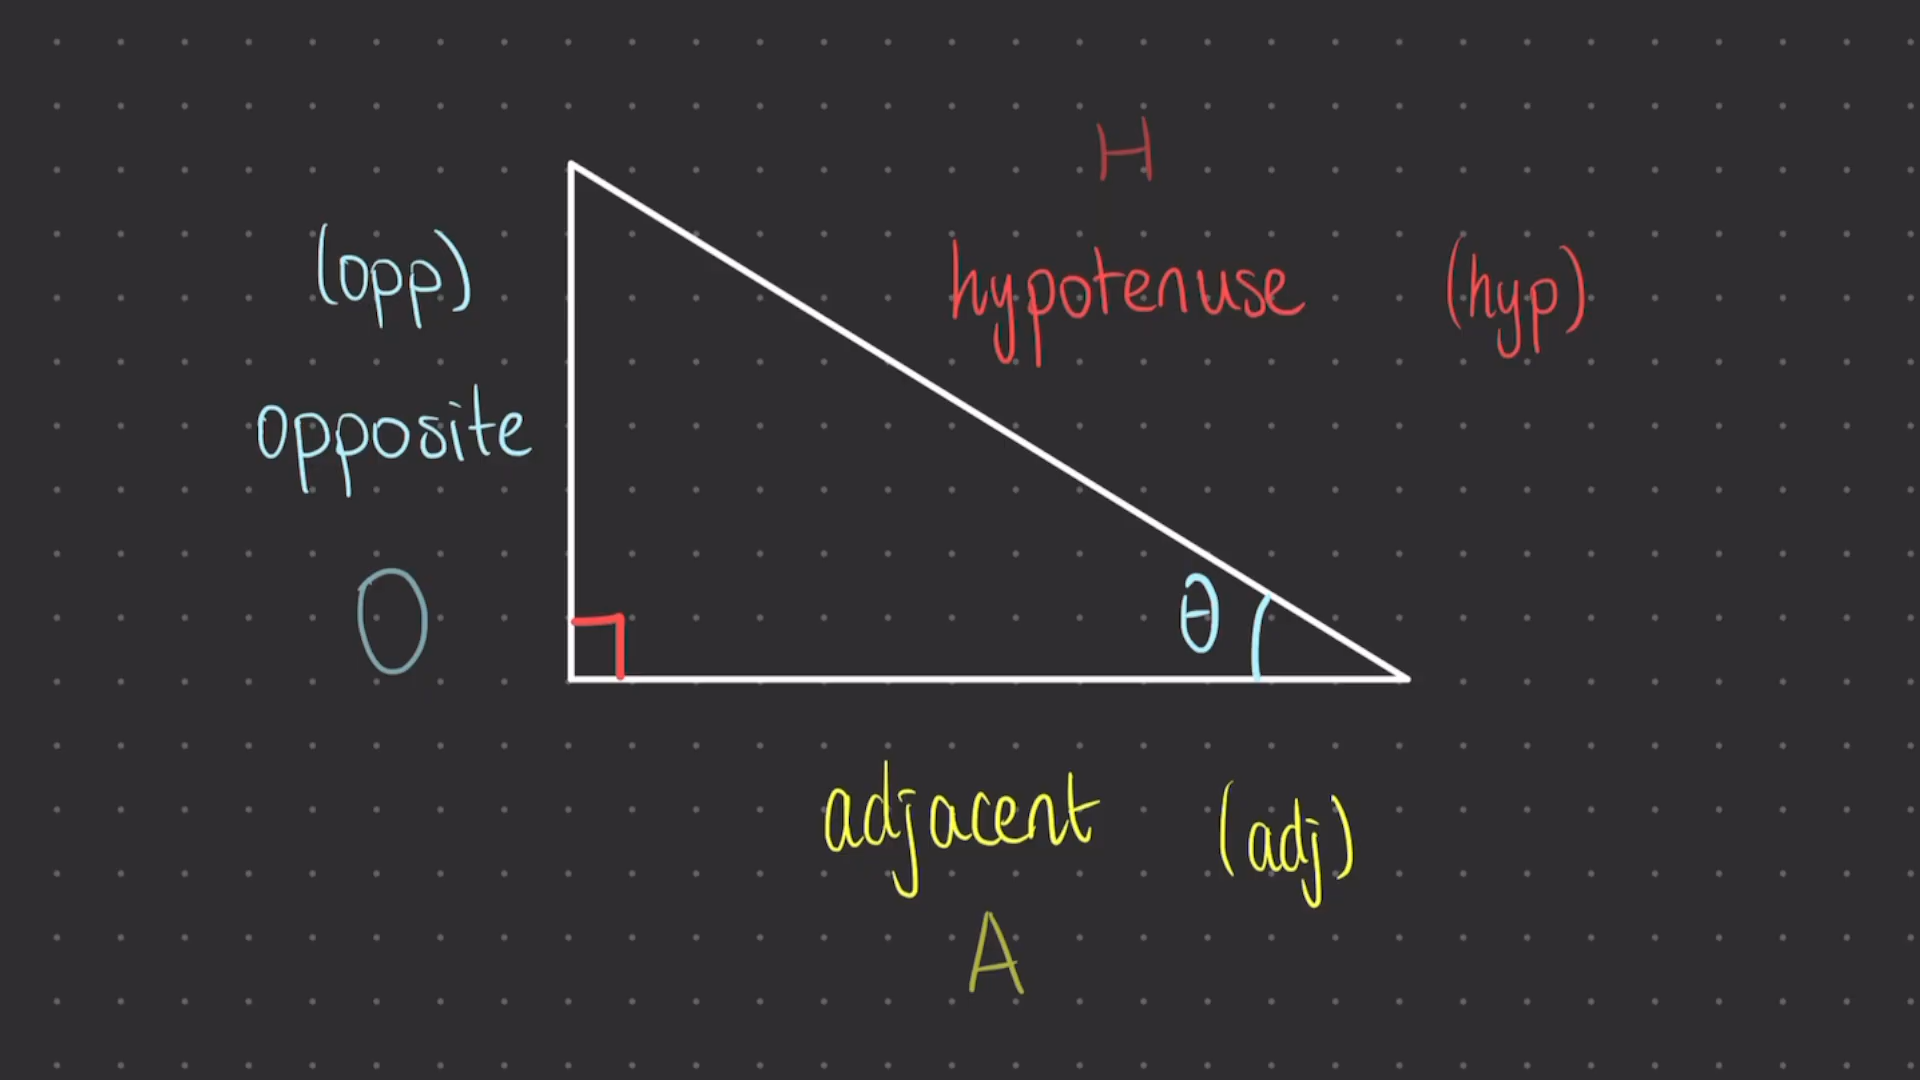 H
(opp)
hypotenuse (hyp)
opposite
O
θ
adjacent (adj)
A